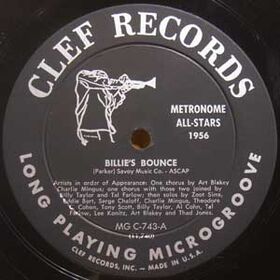 CLEF RECORDS
METRONOME
ALL-STARS
1956
BILLIE'S BOUNCE
(Parker) Savoy Music Co. - ASCAP
Artists in order of Appearance: One chorus by Art Blakey
Charlie Mingus; one chorus with those two joined by
Billy Taylor and Tal Farlow; then solos by Zoot Sims,
Eddie Bert, Serge Chaloff, Charlie Mingus, Theodore
C. Cohen, Tony Scott, Billy Taylor, Al Cohn, Tal
Farlow, Lee Konitz, Art Blakey and Thad Jones.
MG C-743-A
LONG PLAYING MICROGROOVE
CLEF RECORDS, INC. — MADE IN U.S.A.